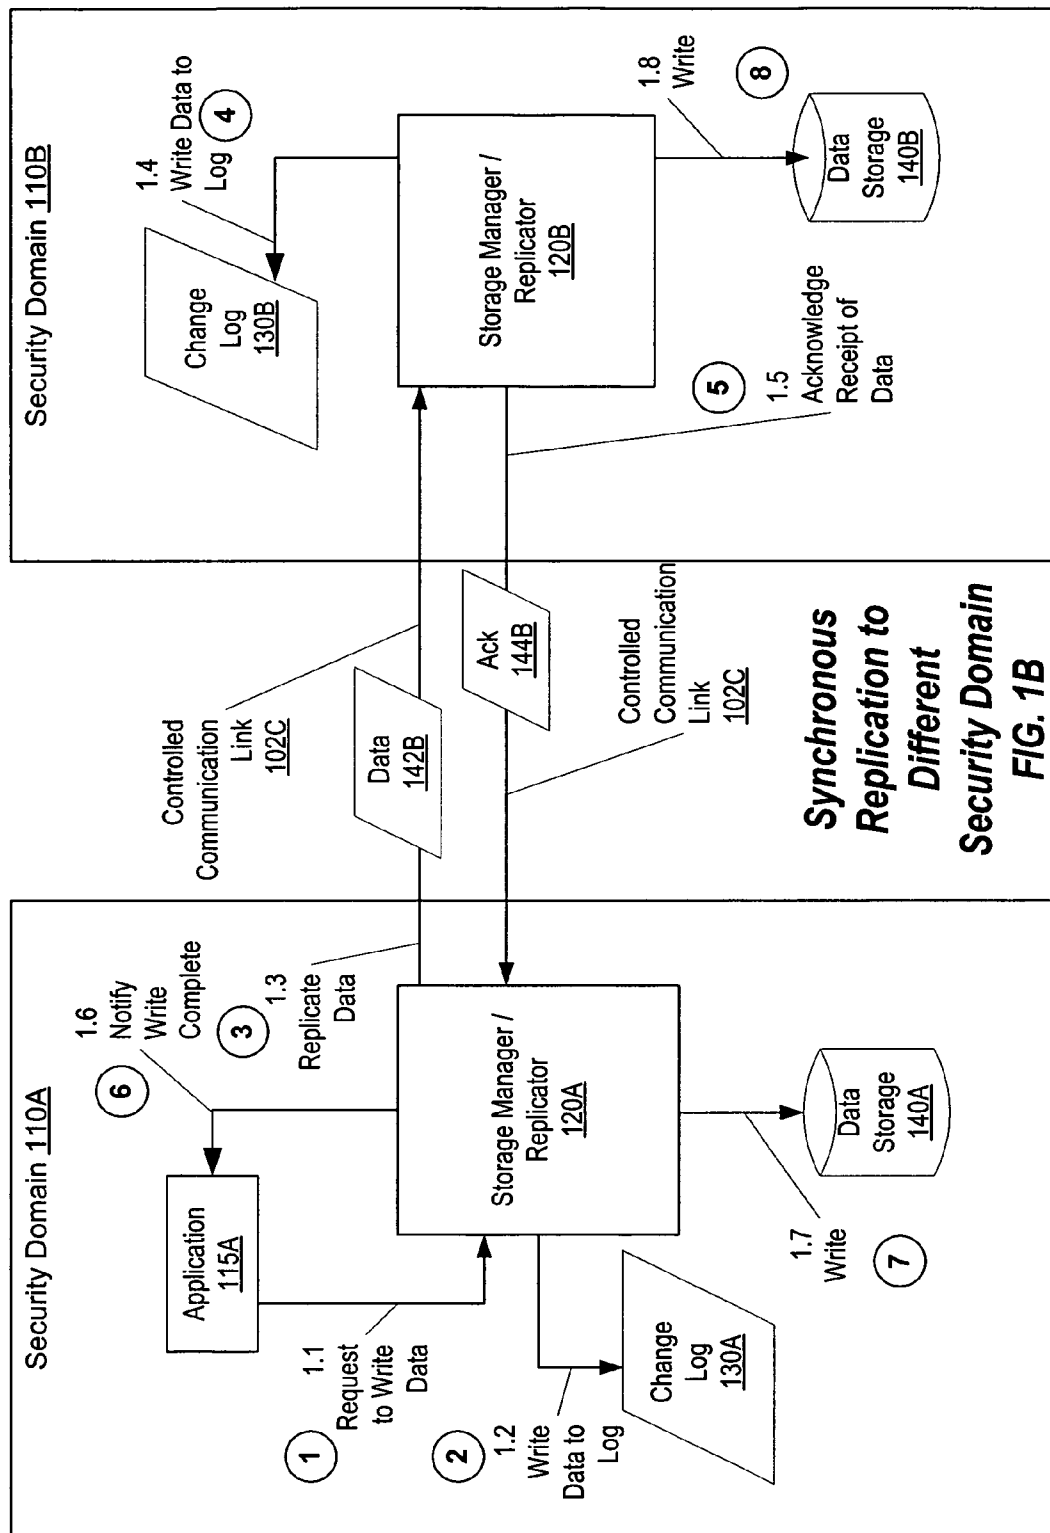 Security Domain 110A
Application
115A
6
1.6
Notify
Write
Complete
1
1.1
Request
to Write
Data
3
1.3
Replicate
Data
2
1.2
Write
Data to
Log
Storage Manager /
Replicator
120A
Change
Log
130A
1.7
Write
7
Data
Storage
140A
Controlled
Communication
Link
102C
Data
142B
Ack
144B
Controlled
Communication
Link
102C
Security Domain 110B
1.4
Write Data to
Log
4
Change
Log
130B
Storage Manager /
Replicator
120B
5
1.5
Acknowledge
Receipt of
Data
1.8
Write
8
Data
Storage
140B
Synchronous
Replication to
Different
Security Domain
FIG. 1B